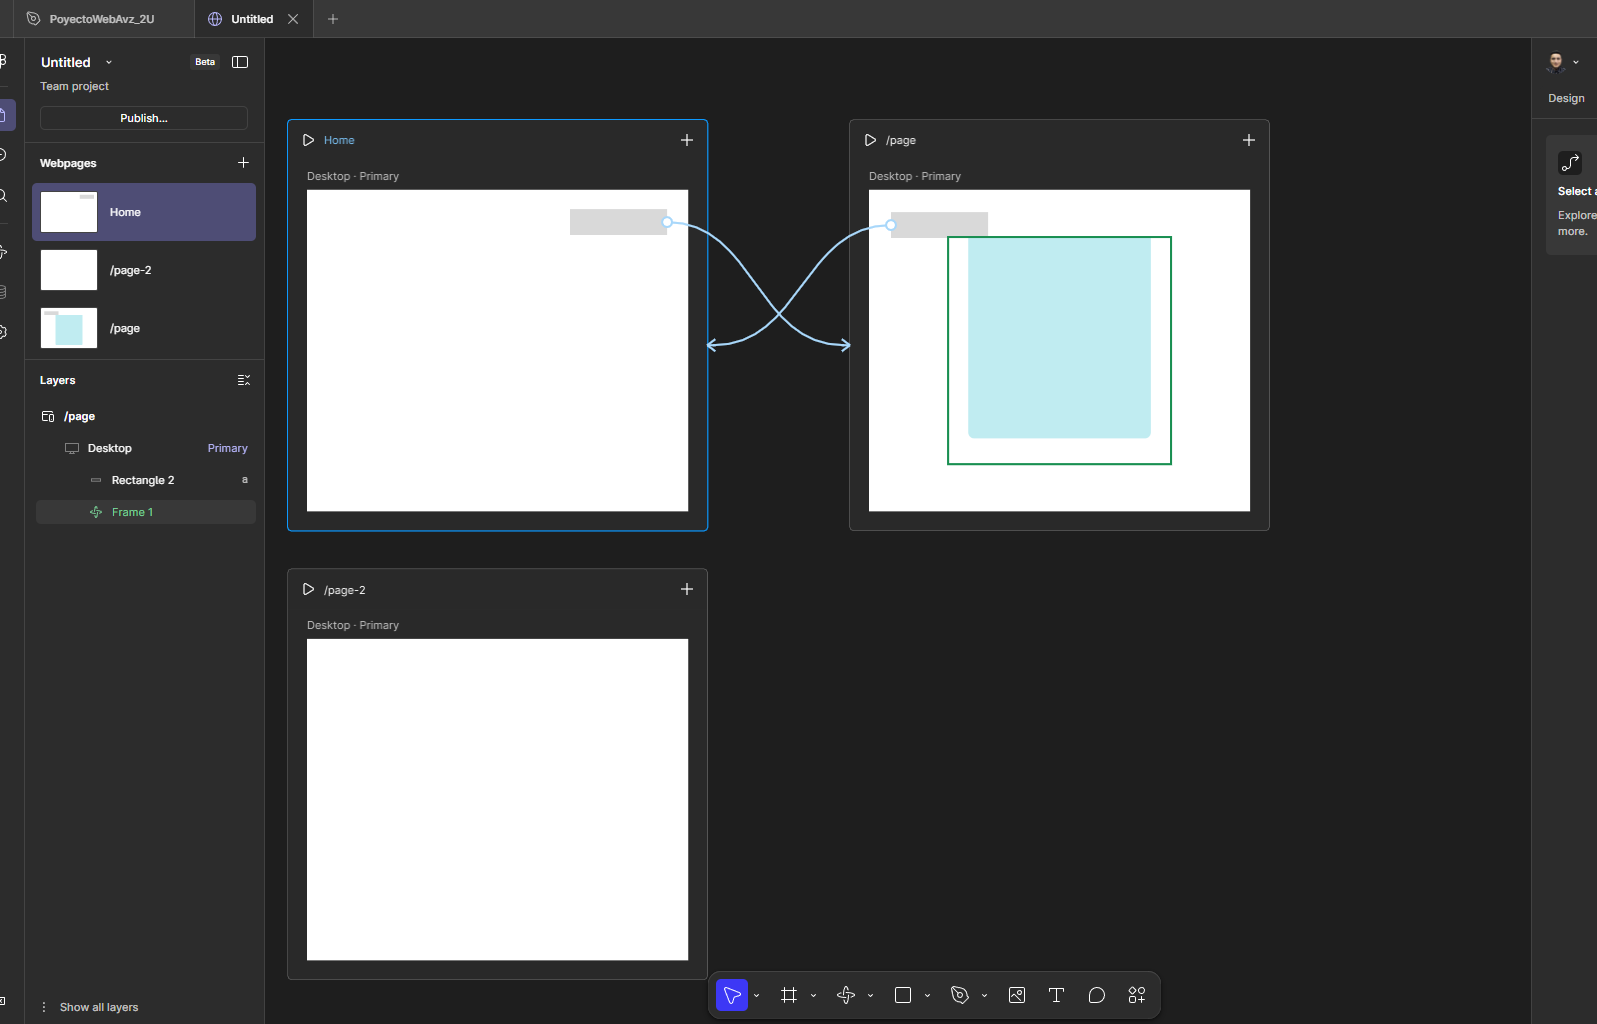 PoyectoWebAvz_2U
Untitled
Untitled
Beta
Team project
Publish...
Webpages
Home
/page-2
/page
Layers
/page
Desktop
Primary
Rectangle 2
a
Frame 1
Show all layers
Home
Desktop · Primary
/page
Desktop · Primary
/page-2
Desktop · Primary
Design
Select
Explore
more.